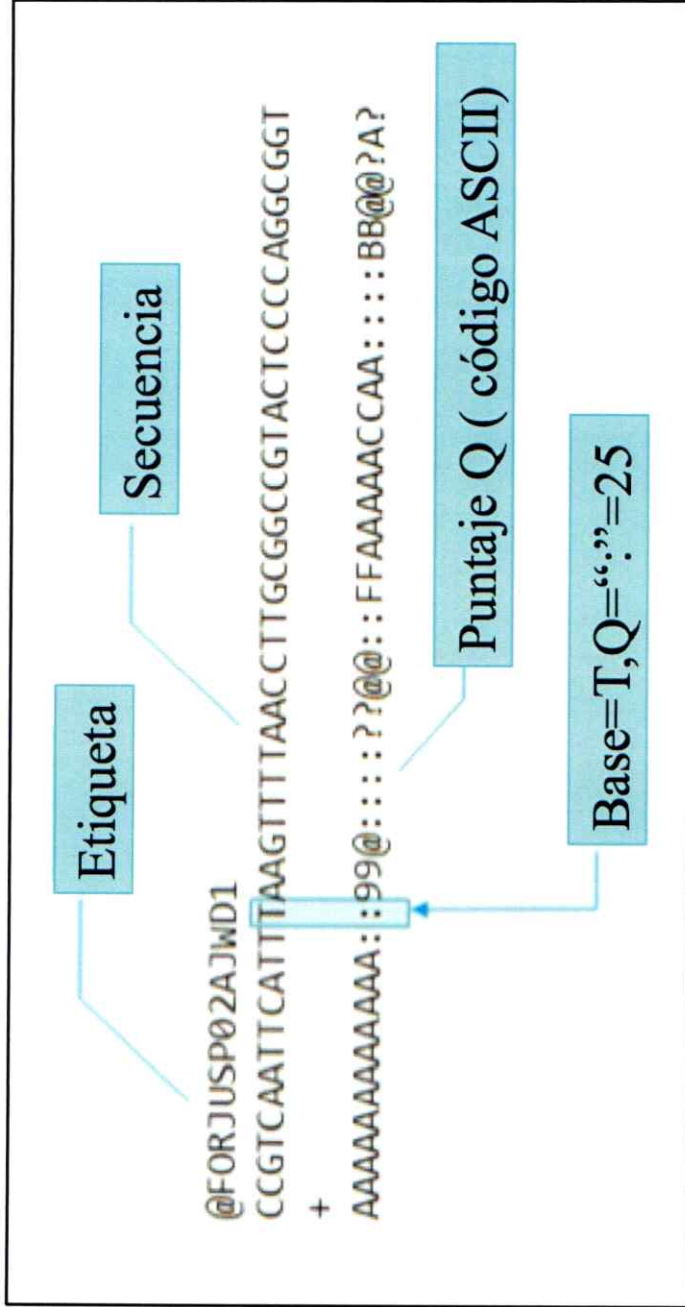 Etiqueta
Secuencia
@FORJUSP02AJWD1
CCGTCAATTCATTTAAGTTTTAACCTTGCGGCCGTACTCCCCAGGCGGT
+
AAAAAAAAAAAA::99@::::??@@::FFAAAAACCAA::::BB@@?A?
Puntaje Q ( código ASCII)
Base=T,Q=“:”=25